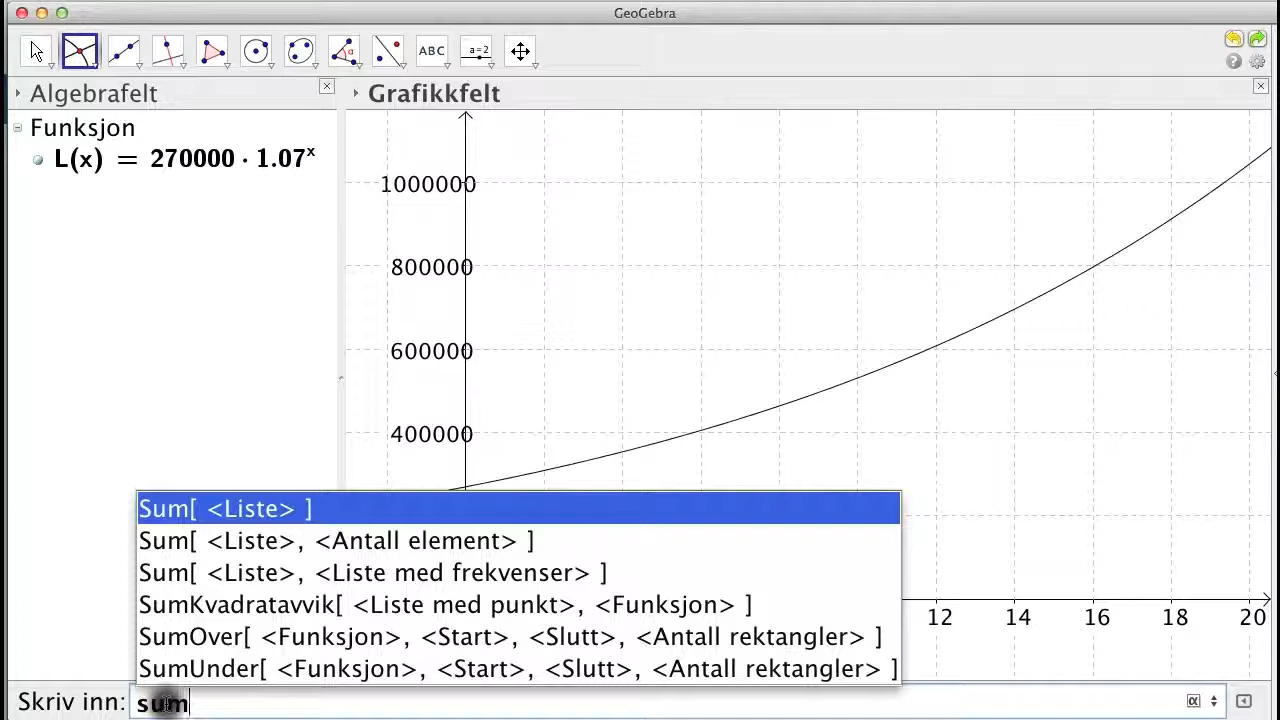 GeoGebra
ABC
a=2
Algebrafelt
Grafikkfelt
Funksjon
L(x) = 270000 · 1.07ˣ
1000000
800000
600000
400000
12 14 16 18 20
Sum[ <Liste> ]
Sum[ <Liste>, <Antall element> ]
Sum[ <Liste>, <Liste med frekvenser> ]
SumKvadratavvik[ <Liste med punkt>, <Funksjon> ]
SumOver[ <Funksjon>, <Start>, <Slutt>, <Antall rektangler> ]
SumUnder[ <Funksjon>, <Start>, <Slutt>, <Antall rektangler> ]
Skriv inn: sum
α